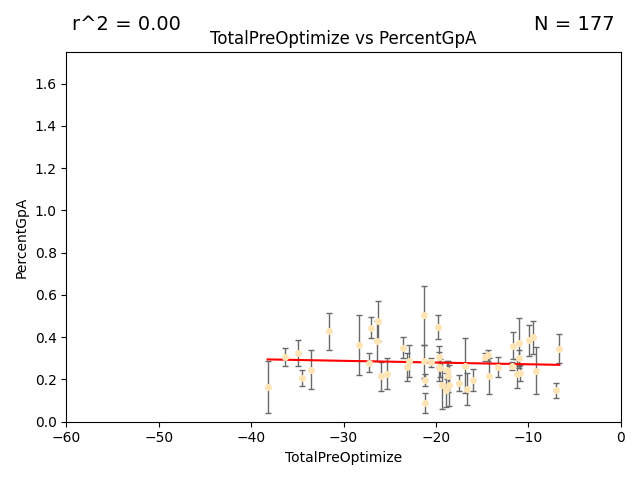 r^2 = 0.00
N = 177
TotalPreOptimize vs PercentGpA
PercentGpA
1.6
1.4
1.2
1.0
0.8
0.6
0.4
0.2
0.0
−60 −50 −40 −30 −20 −10 0
TotalPreOptimize